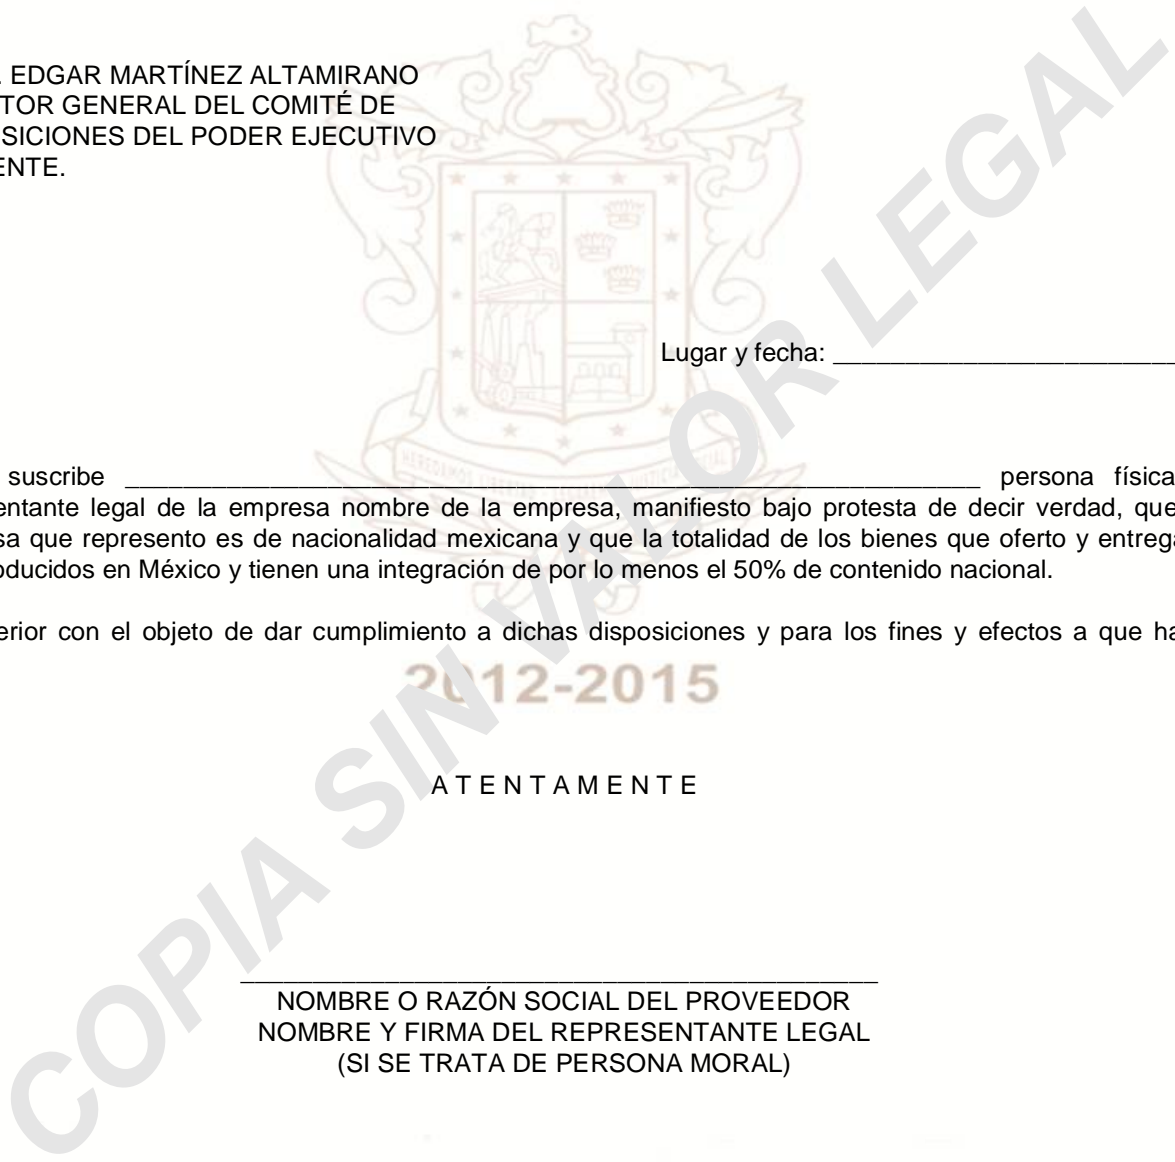 . EDGAR MARTÍNEZ ALTAMIRANO
TOR GENERAL DEL COMITÉ DE
SICIONES DEL PODER EJECUTIVO
ENTE.
Lugar y fecha: _________________________
suscribe ______________________________________________________________ persona física
entante legal de la empresa nombre de la empresa, manifiesto bajo protesta de decir verdad, que
sa que represento es de nacionalidad mexicana y que la totalidad de los bienes que oferto y entrega
oducidos en México y tienen una integración de por lo menos el 50% de contenido nacional.
erior con el objeto de dar cumplimiento a dichas disposiciones y para los fines y efectos a que ha
2012-2015
A T E N T A M E N T E
______________________________________________
NOMBRE O RAZÓN SOCIAL DEL PROVEEDOR
NOMBRE Y FIRMA DEL REPRESENTANTE LEGAL
(SI SE TRATA DE PERSONA MORAL)
COPIA SIN VALOR LEGAL